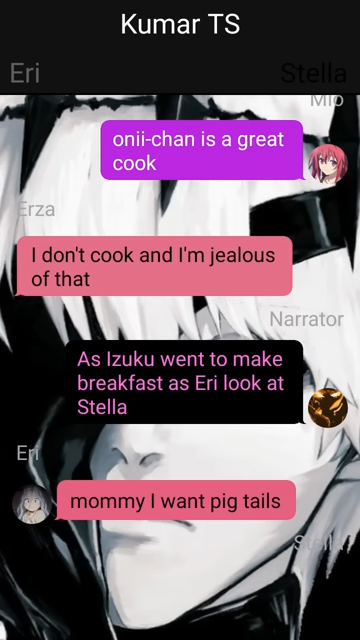 Kumar TS
Eri
Stella
Mio
onii-chan is a great
cook
Erza
I don't cook and I'm jealous
of that
Narrator
As Izuku went to make
breakfast as Eri look at
Stella
Eri
mommy I want pig tails
Stella